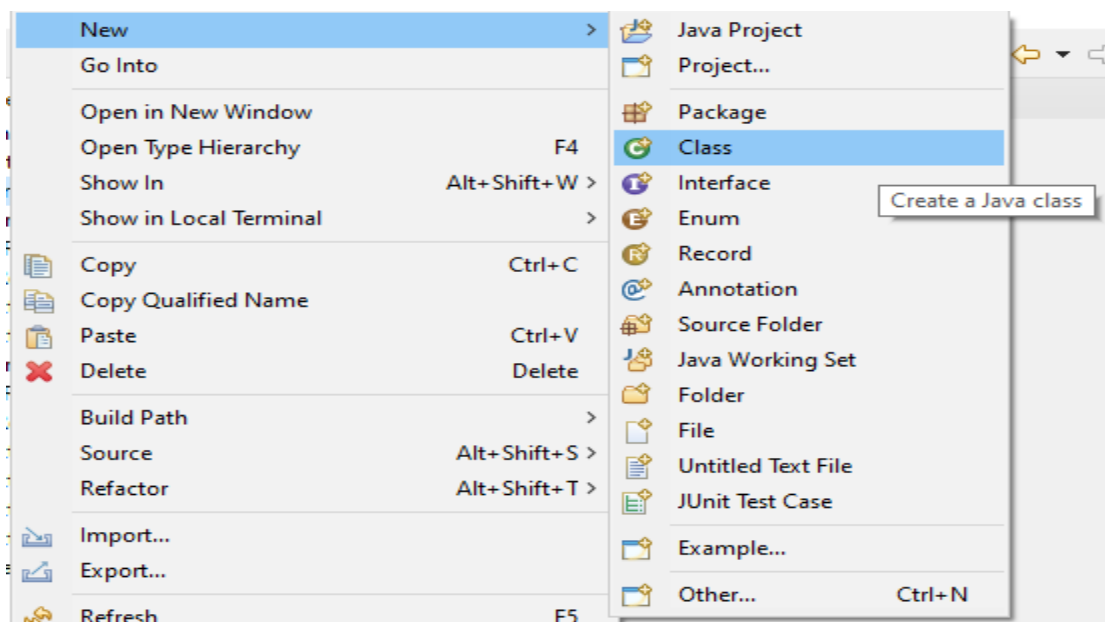 New >
Go Into
Open in New Window
Open Type Hierarchy F4
Show In Alt+Shift+W >
Show in Local Terminal >
Copy Ctrl+C
Copy Qualified Name
Paste Ctrl+V
Delete Delete
Build Path >
Source Alt+Shift+S >
Refactor Alt+Shift+T >
Import...
Export...
Refresh F5
Java Project
Project...
Package
Class
Interface
Create a Java class
Enum
Record
Annotation
Source Folder
Java Working Set
Folder
File
Untitled Text File
JUnit Test Case
Example...
Other... Ctrl+N